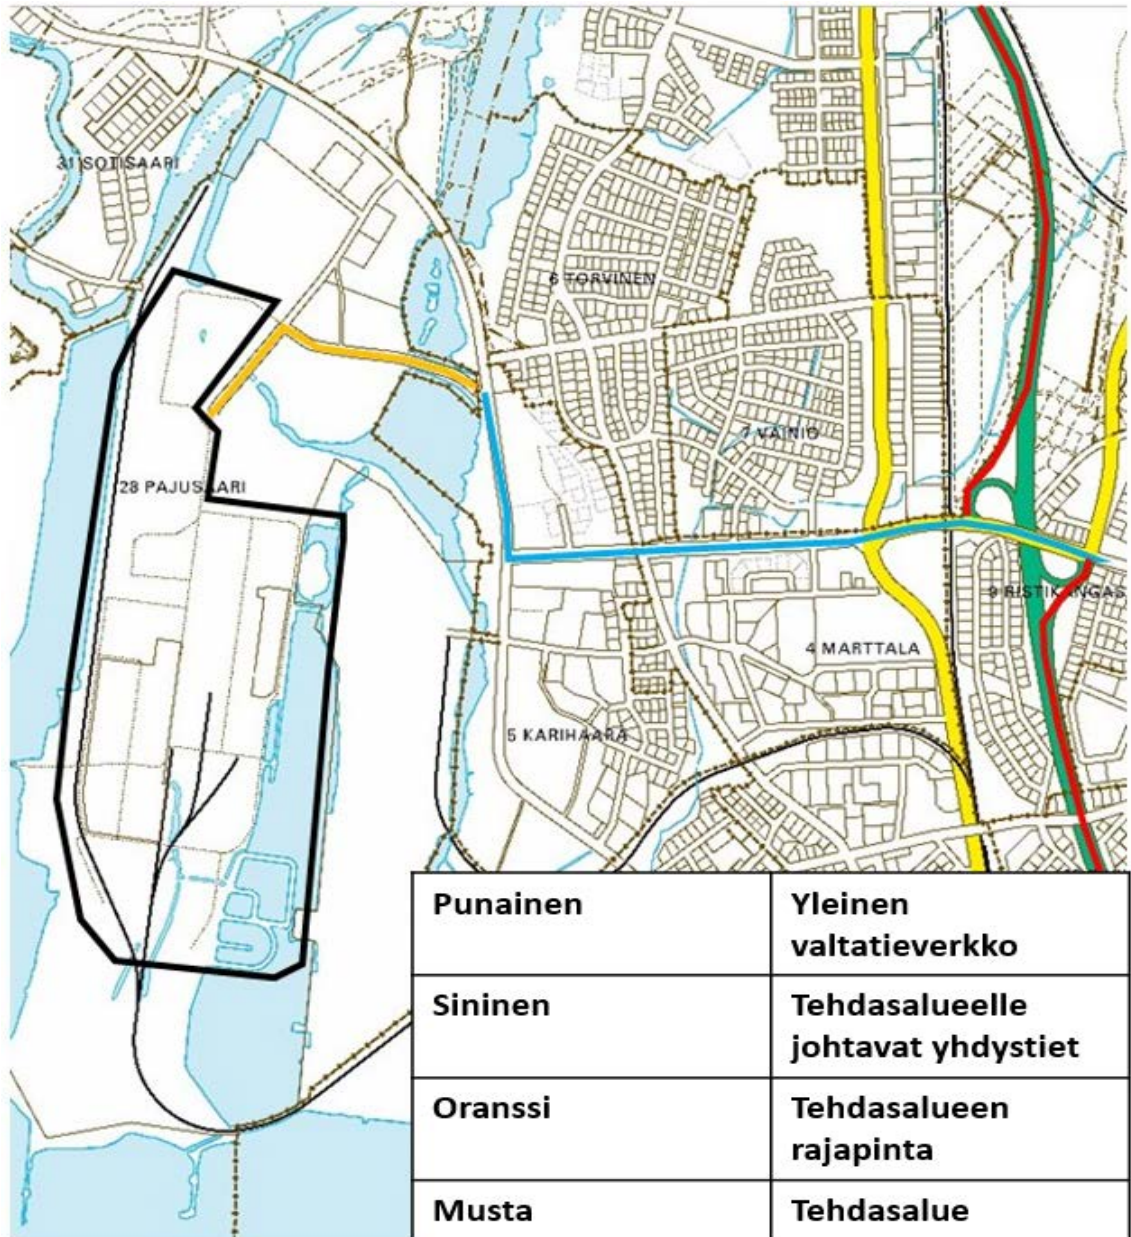 31 SOTISAARI
6 TORVINEN
7 VAINIO
28 PAJUSAARI
9 RISTIKANGAS
4 MARTTALA
5 KARIHAARA
Punainen
Yleinen
valtatieverkko
Sininen
Tehdasalueelle
johtavat yhdystiet
Oranssi
Tehdasalueen
rajapinta
Musta
Tehdasalue